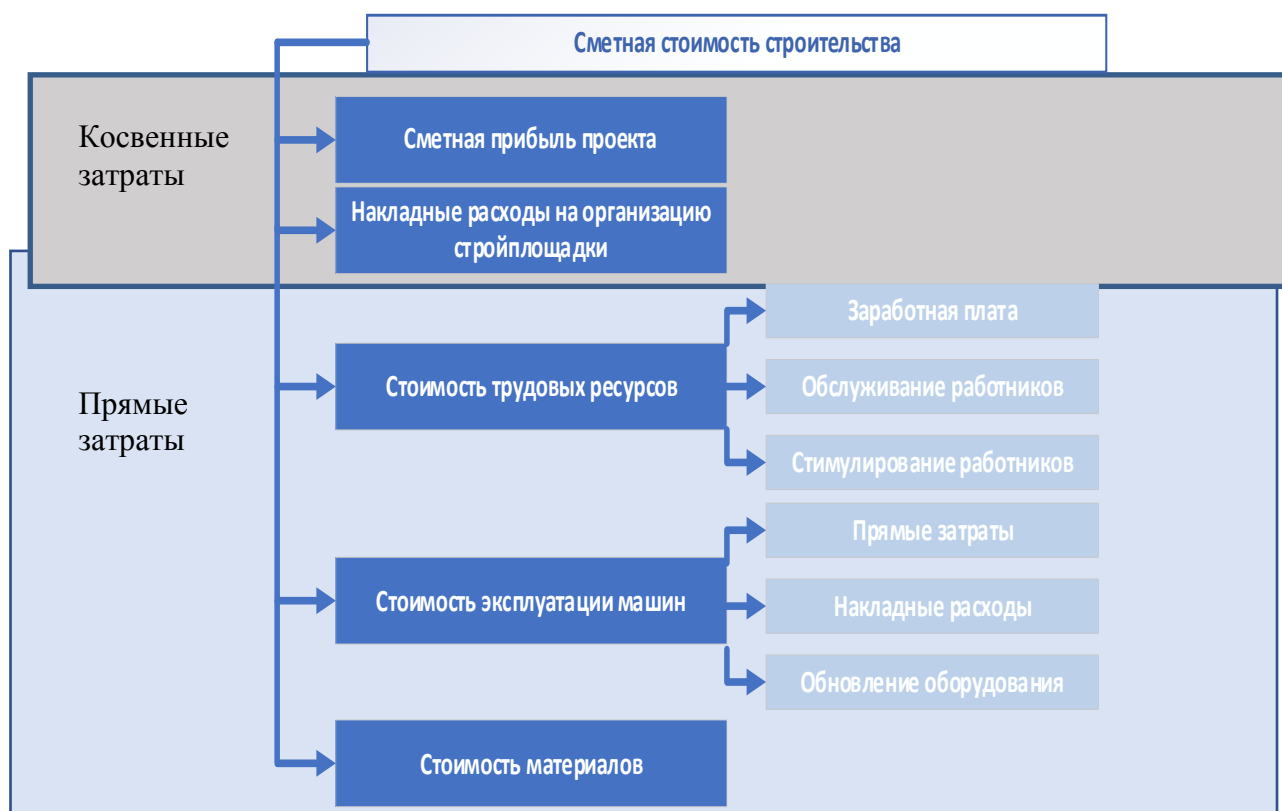 Сметная стоимость строительства
Косвенные
затраты
Сметная прибыль проекта
Накладные расходы на организацию
стройплощадки
Прямые
затраты
Стоимость трудовых ресурсов
Заработная плата
Обслуживание работников
Стимулирование работников
Стоимость эксплуатации машин
Прямые затраты
Накладные расходы
Обновление оборудования
Стоимость материалов